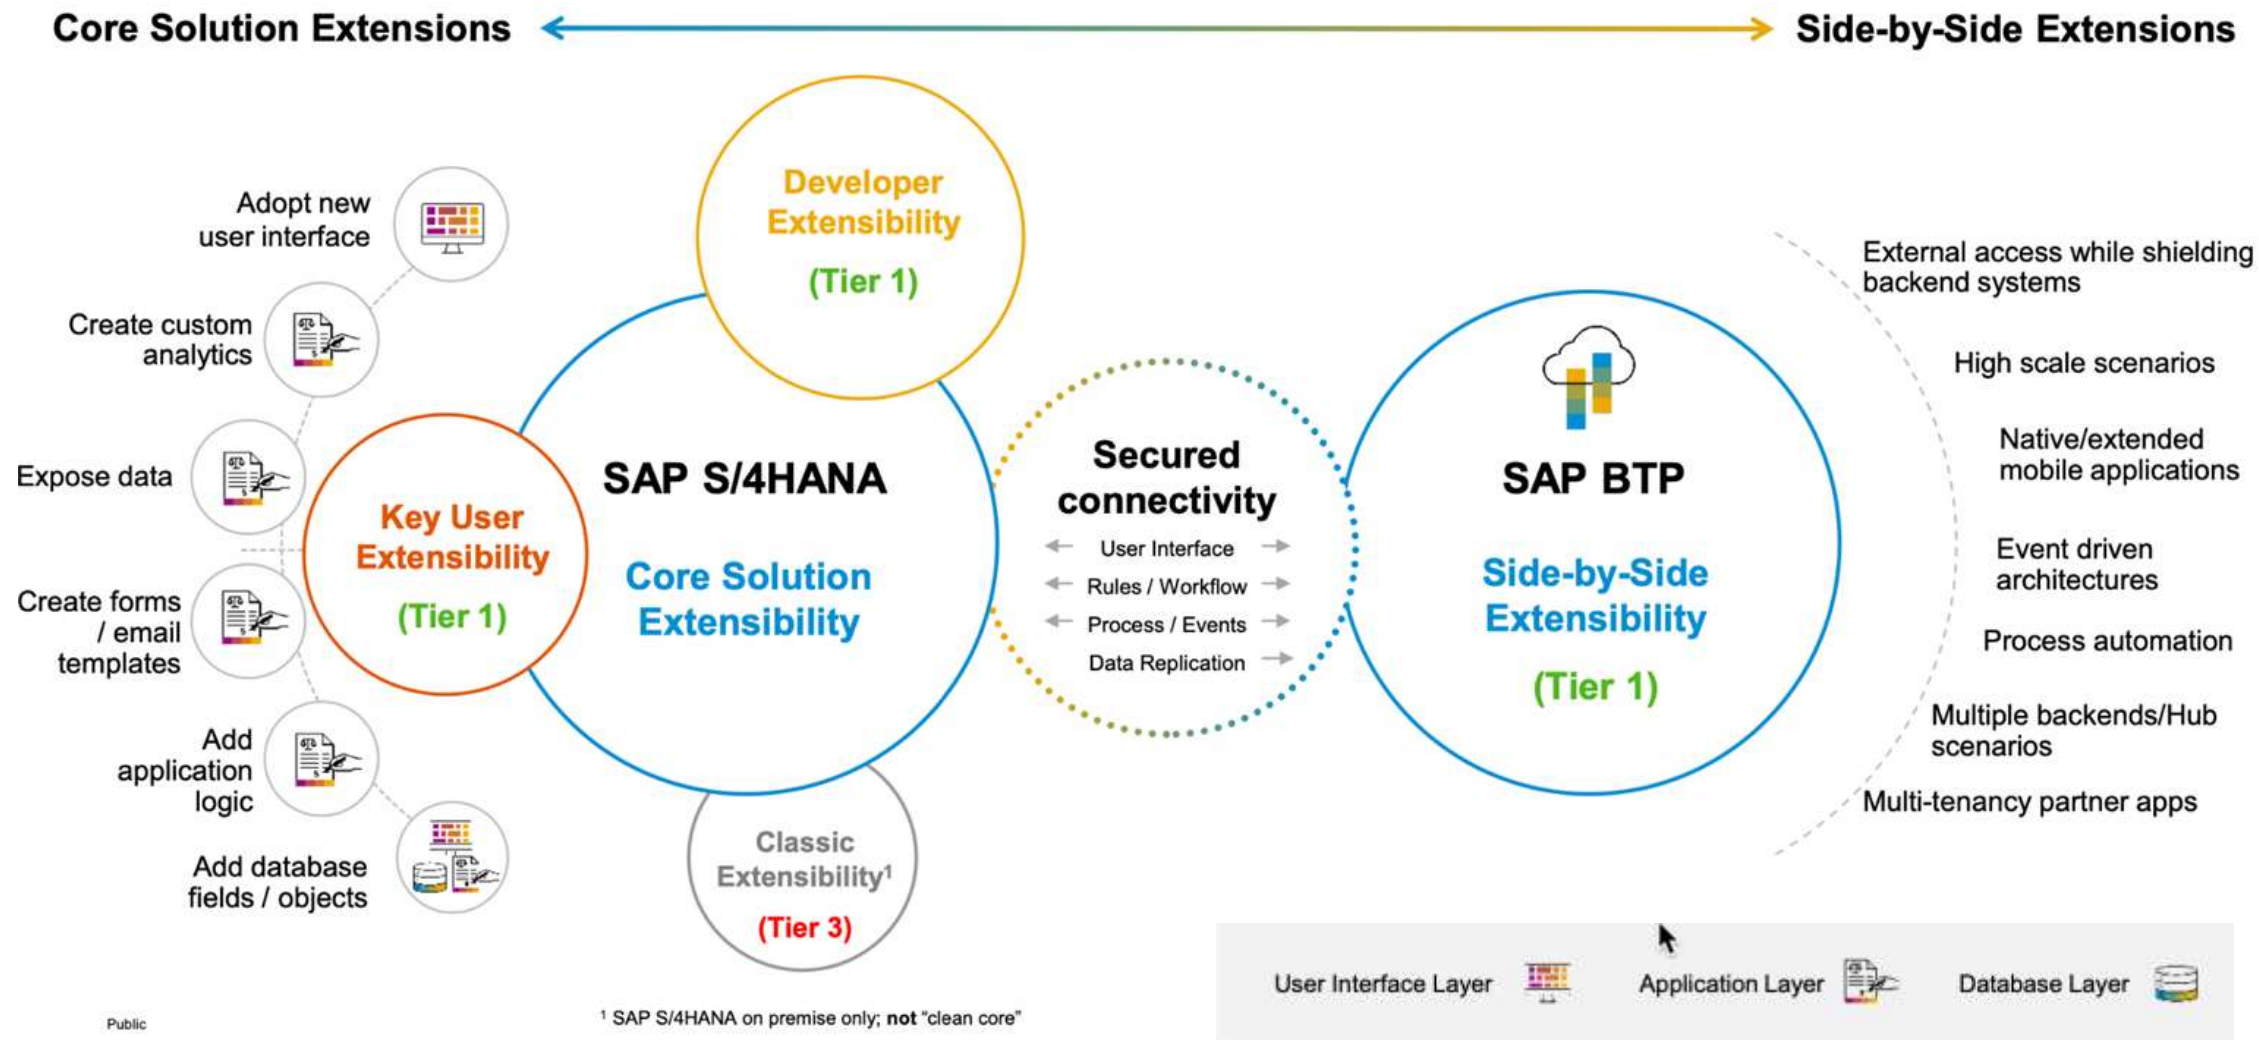 Core Solution Extensions
Side-by-Side Extensions
Developer
Extensibility
(Tier 1)
Adopt new
user interface
Create custom
analytics
Expose data
Create forms
/ email
templates
Add
application
logic
Add database
fields / objects
Key User
Extensibility
(Tier 1)
SAP S/4HANA
Core Solution
Extensibility
Classic
Extensibility¹
(Tier 3)
Secured
connectivity
User Interface
Rules / Workflow
Process / Events
Data Replication
SAP BTP
Side-by-Side
Extensibility
(Tier 1)
External access while shielding
backend systems
High scale scenarios
Native/extended
mobile applications
Event driven
architectures
Process automation
Multiple backends/Hub
scenarios
Multi-tenancy partner apps
User Interface Layer
Application Layer
Database Layer
Public
¹ SAP S/4HANA on premise only; not “clean core”